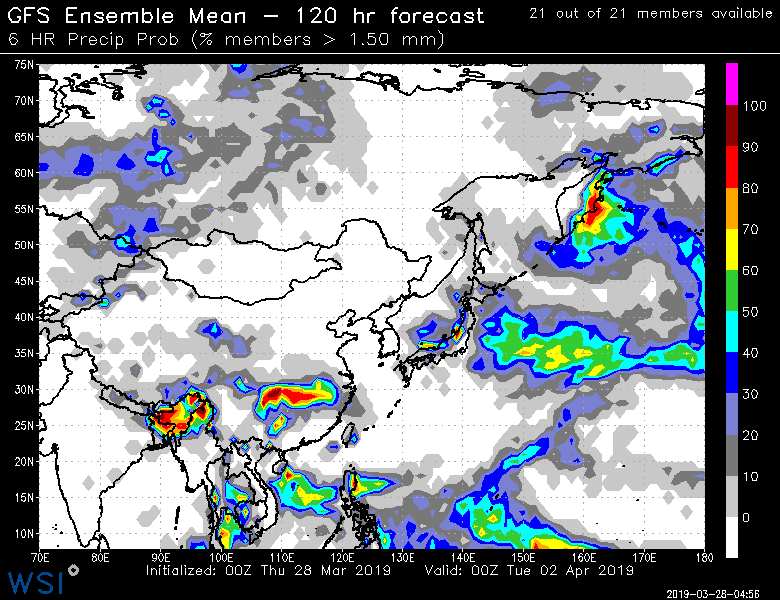 GFS Ensemble Mean – 120 hr forecast
21 out of 21 members available
6 HR Precip Prob (% members > 1.50 mm)
75N
70N
65N
60N
55N
50N
45N
40N
35N
30N
25N
20N
15N
10N
100
90
80
70
60
50
40
30
20
10
0
70E 80E 90E 100E 110E 120E 130E 140E 150E 160E 170E 180
Initialized: 00Z Thu 28 Mar 2019 Valid: 00Z Tue 02 Apr 2019
WSI
2019-03-28-04:56